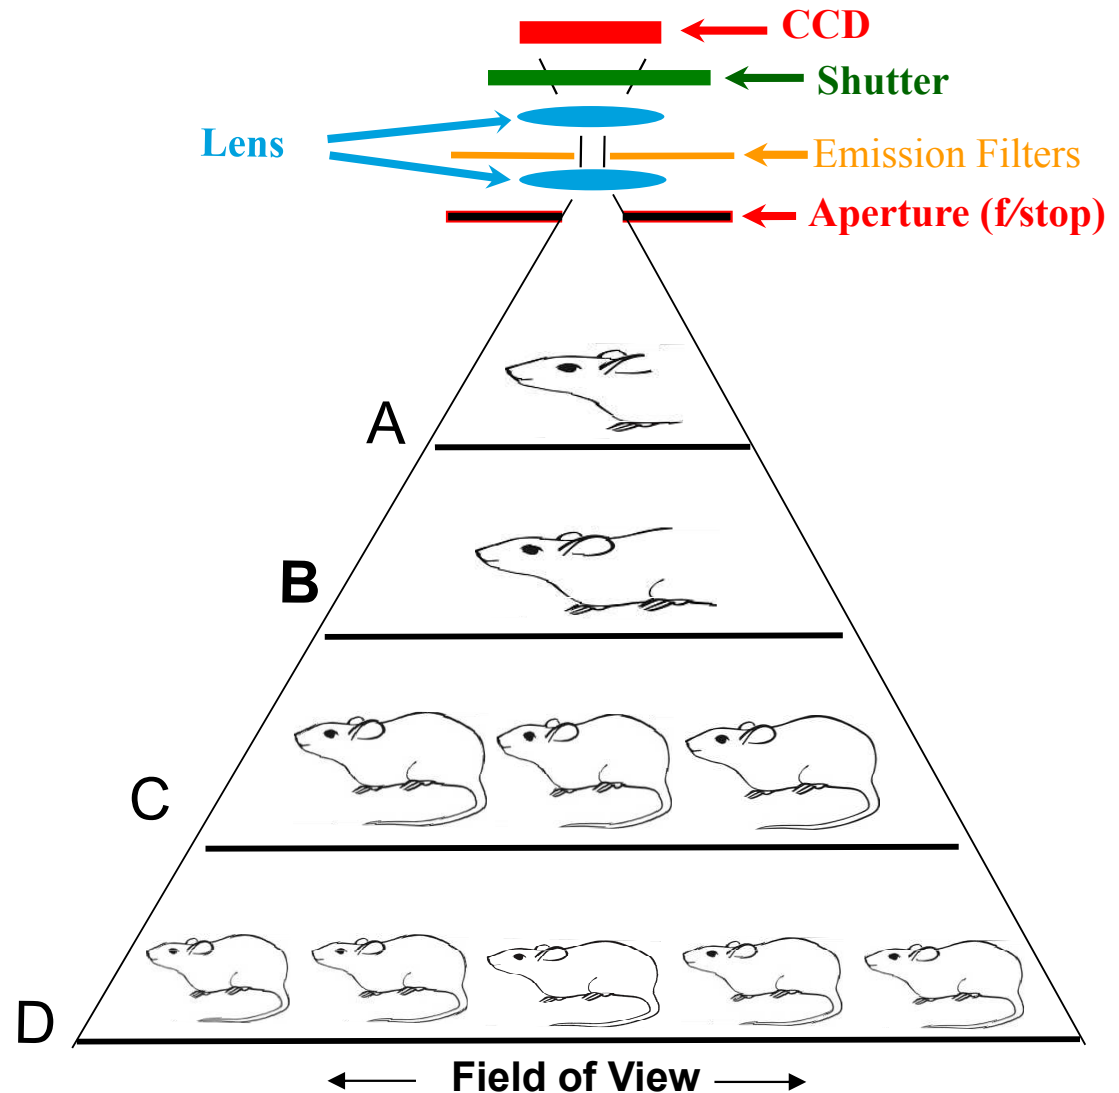 CCD
Shutter
Lens
Emission Filters
Aperture (f/stop)
A
B
C
D
Field of View